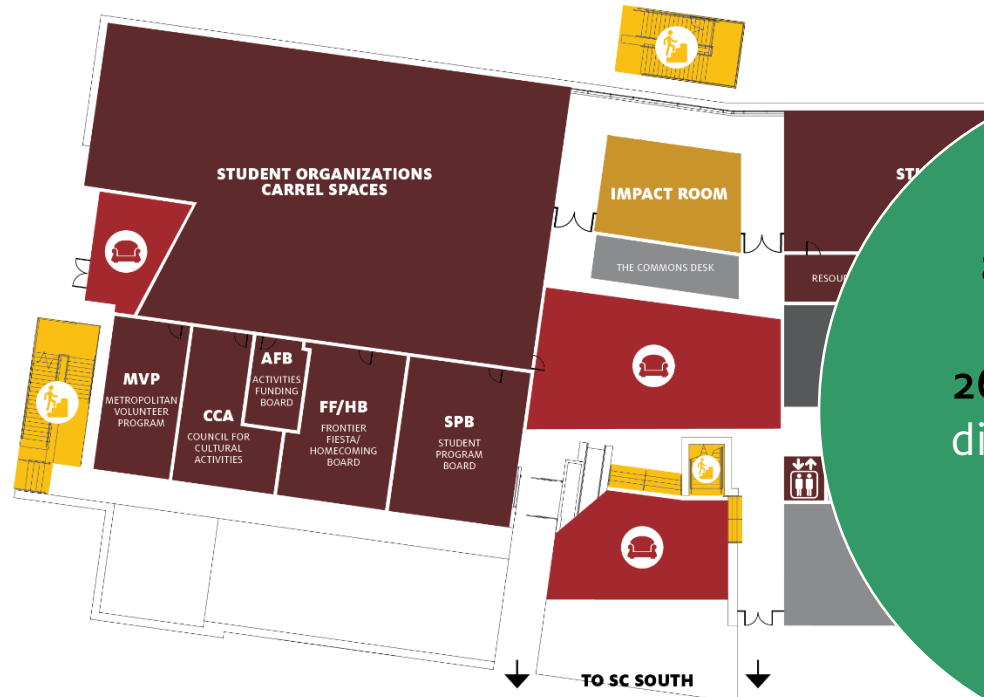 STUDENT ORGANIZATIONS
CARREL SPACES
IMPACT ROOM
THE COMMONS DESK
MVP
METROPOLITAN
VOLUNTEER
PROGRAM
CCA
COUNCIL FOR
CULTURAL
ACTIVITIES
AFB
ACTIVITIES
FUNDING
BOARD
FF/HB
FRONTIER
FIESTA/
HOMECOMING
BOARD
SPB
STUDENT
PROGRAM
BOARD
TO SC SOUTH